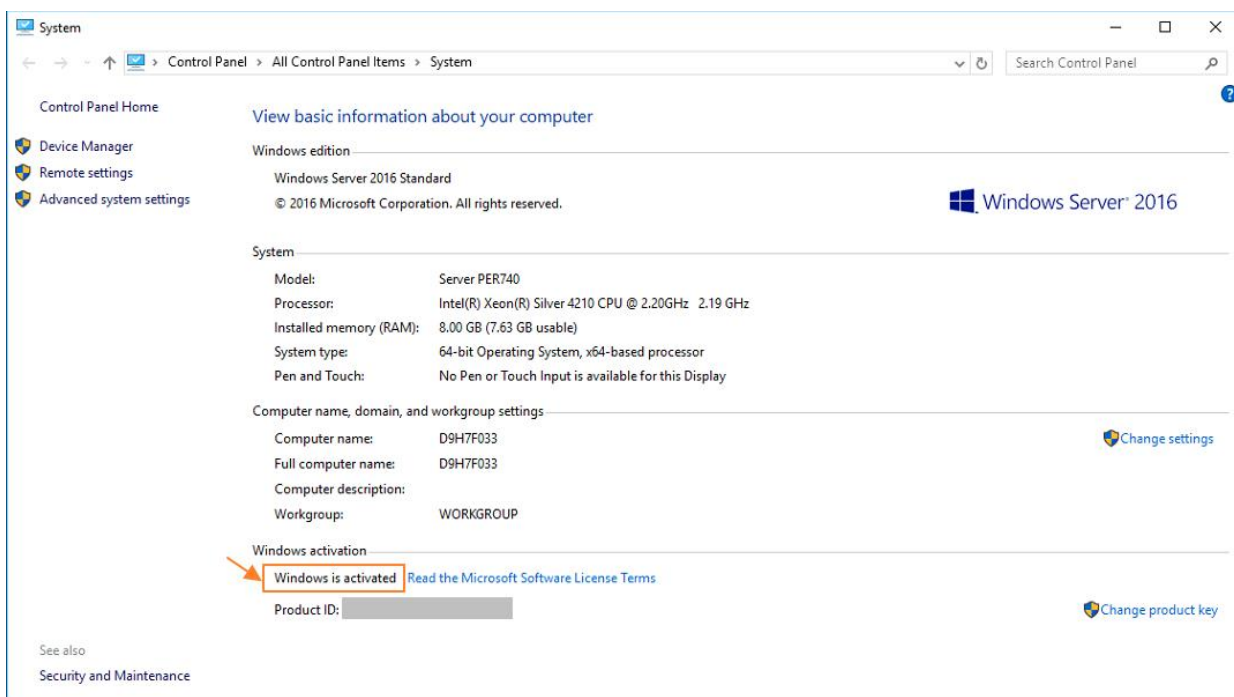 System
Control Panel > All Control Panel Items > System
Search Control Panel
Control Panel Home
Device Manager
Remote settings
Advanced system settings
View basic information about your computer
Windows edition
Windows Server 2016 Standard
© 2016 Microsoft Corporation. All rights reserved.
Windows Server® 2016
System
Model: Server PER740
Processor: Intel(R) Xeon(R) Silver 4210 CPU @ 2.20GHz 2.19 GHz
Installed memory (RAM): 8.00 GB (7.63 GB usable)
System type: 64-bit Operating System, x64-based processor
Pen and Touch: No Pen or Touch Input is available for this Display
Computer name, domain, and workgroup settings
Computer name: D9H7F033
Change settings
Full computer name: D9H7F033
Computer description:
Workgroup: WORKGROUP
Windows activation
Windows is activated Read the Microsoft Software License Terms
Product ID:
Change product key
See also
Security and Maintenance